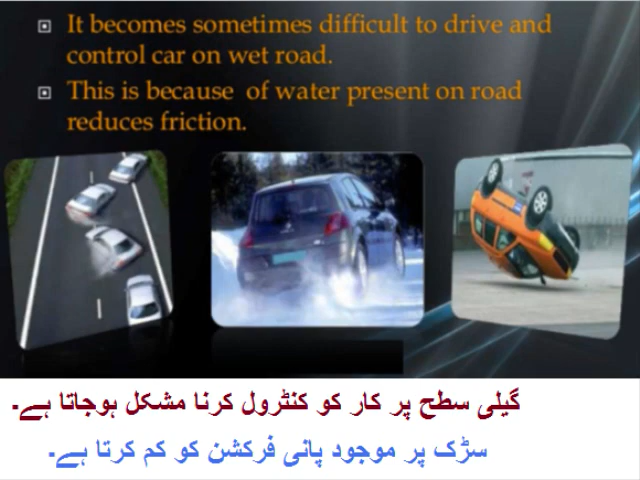 It becomes sometimes difficult to drive and
control car on wet road.
This is because of water present on road
reduces friction.
گیلی سطح پر کار کو کنٹرول کرنا مشکل ہوجاتا ہے۔
سڑک پر موجود پانی فرکشن کو کم کرتا ہے۔